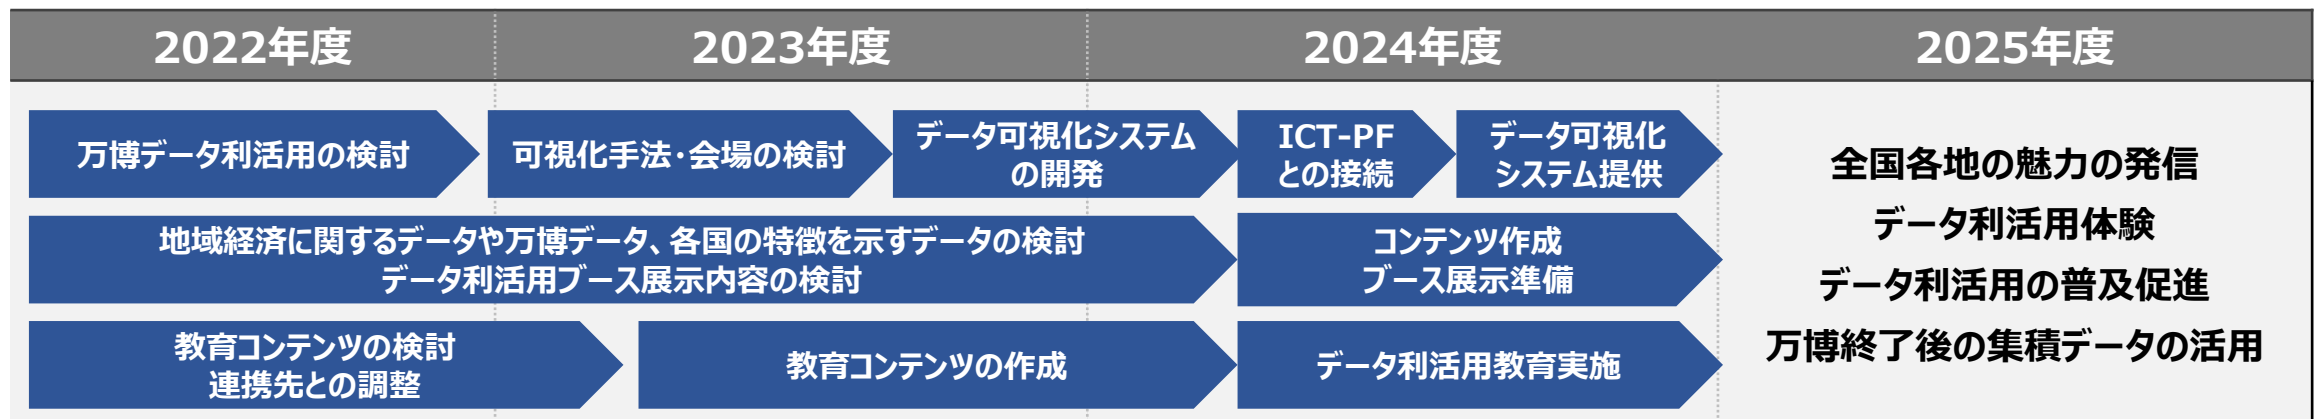 2022年度
2023年度
2024年度
2025年度
万博データ利活用の検討
可視化手法・会場の検討
データ可視化システム
の開発
ICT-PF
との接続
データ可視化
システム提供
地域経済に関するデータや万博データ、各国の特徴を示すデータの検討
データ利活用ブース展示内容の検討
コンテンツ作成
ブース展示準備
教育コンテンツの検討
連携先との調整
教育コンテンツの作成
データ利活用教育実施
全国各地の魅力の発信
データ利活用体験
データ利活用の普及促進
万博終了後の集積データの活用